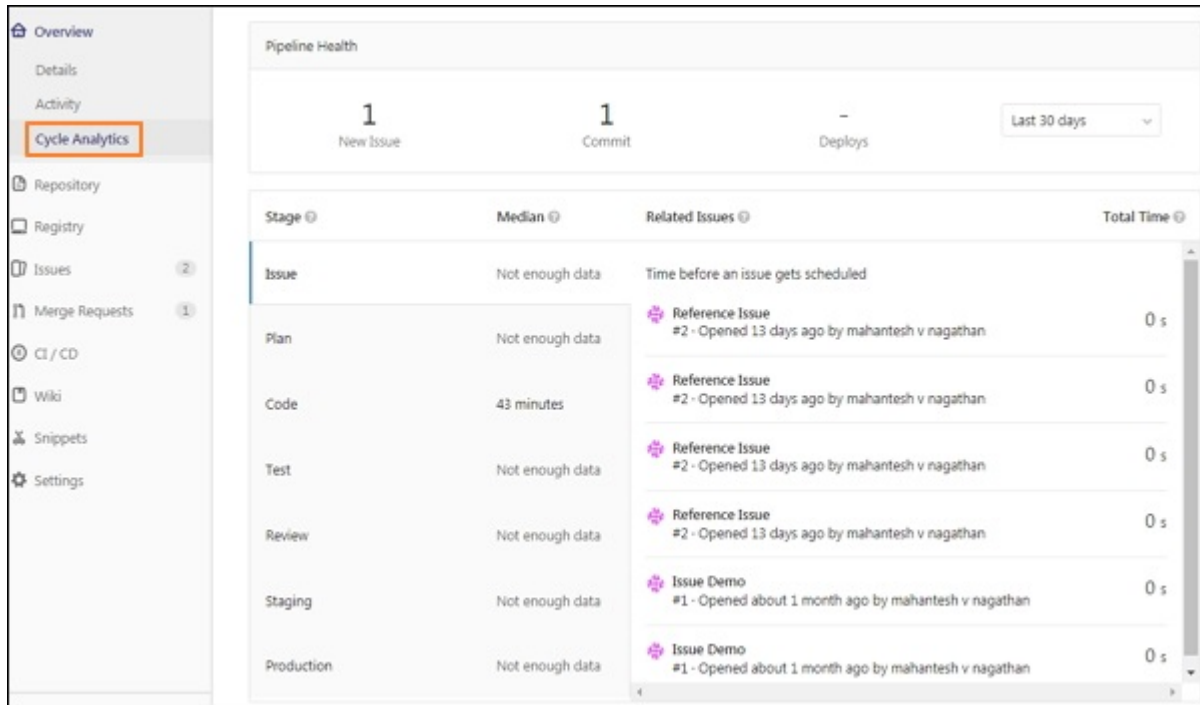 Overview
Details
Activity
Cycle Analytics
Repository
Registry
Issues 2
Merge Requests 1
CI / CD
Wiki
Snippets
Settings
Pipeline Health
1 1 -
New Issue Commit Deploys
Last 30 days
Stage Median Related Issues Total Time
Issue Not enough data
Plan Not enough data
Code 43 minutes
Test Not enough data
Review Not enough data
Staging Not enough data
Production Not enough data
Time before an issue gets scheduled
Reference Issue
#2 - Opened 13 days ago by mahantesh v nagathan
0 s
Reference Issue
#2 - Opened 13 days ago by mahantesh v nagathan
0 s
Reference Issue
#2 - Opened 13 days ago by mahantesh v nagathan
0 s
Reference Issue
#2 - Opened 13 days ago by mahantesh v nagathan
0 s
Issue Demo
#1 - Opened about 1 month ago by mahantesh v nagathan
0 s
Issue Demo
#1 - Opened about 1 month ago by mahantesh v nagathan
0 s